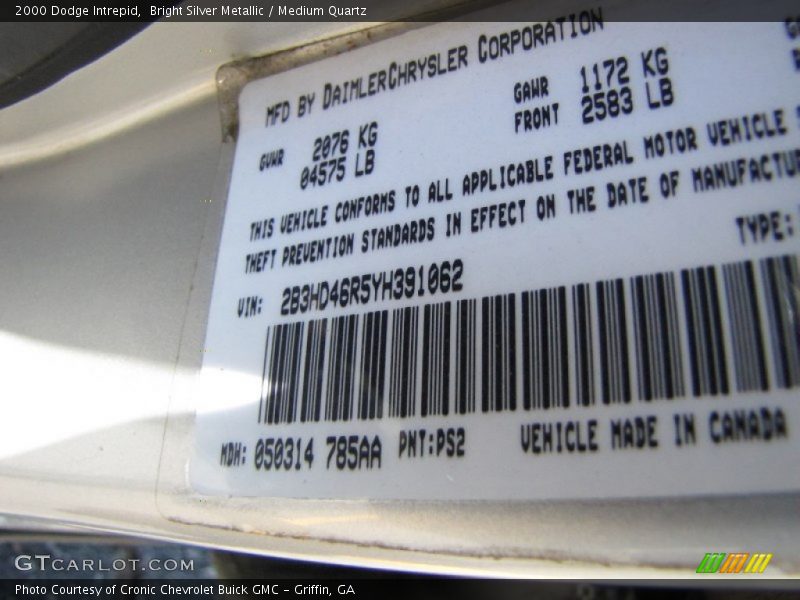 2000 Dodge Intrepid,  Bright Silver Metallic / Medium Quartz
MFD BY DAIMLERCHRYSLER CORPORATION
GVWR 2076 KG
04575 LB
GAWR 1172 KG
FRONT 2583 LB
THIS VEHICLE CONFORMS TO ALL APPLICABLE FEDERAL MOTOR VEHICLE
THEFT PREVENTION STANDARDS IN EFFECT ON THE DATE OF MANUFACTU
TYPE:
VIN: 2B3HD46R5YH391062
MDH: 050314 785AA PNT:PS2 VEHICLE MADE IN CANADA
GTCARLOT.COM
Photo Courtesy of Cronic Chevrolet Buick GMC – Griffin, GA